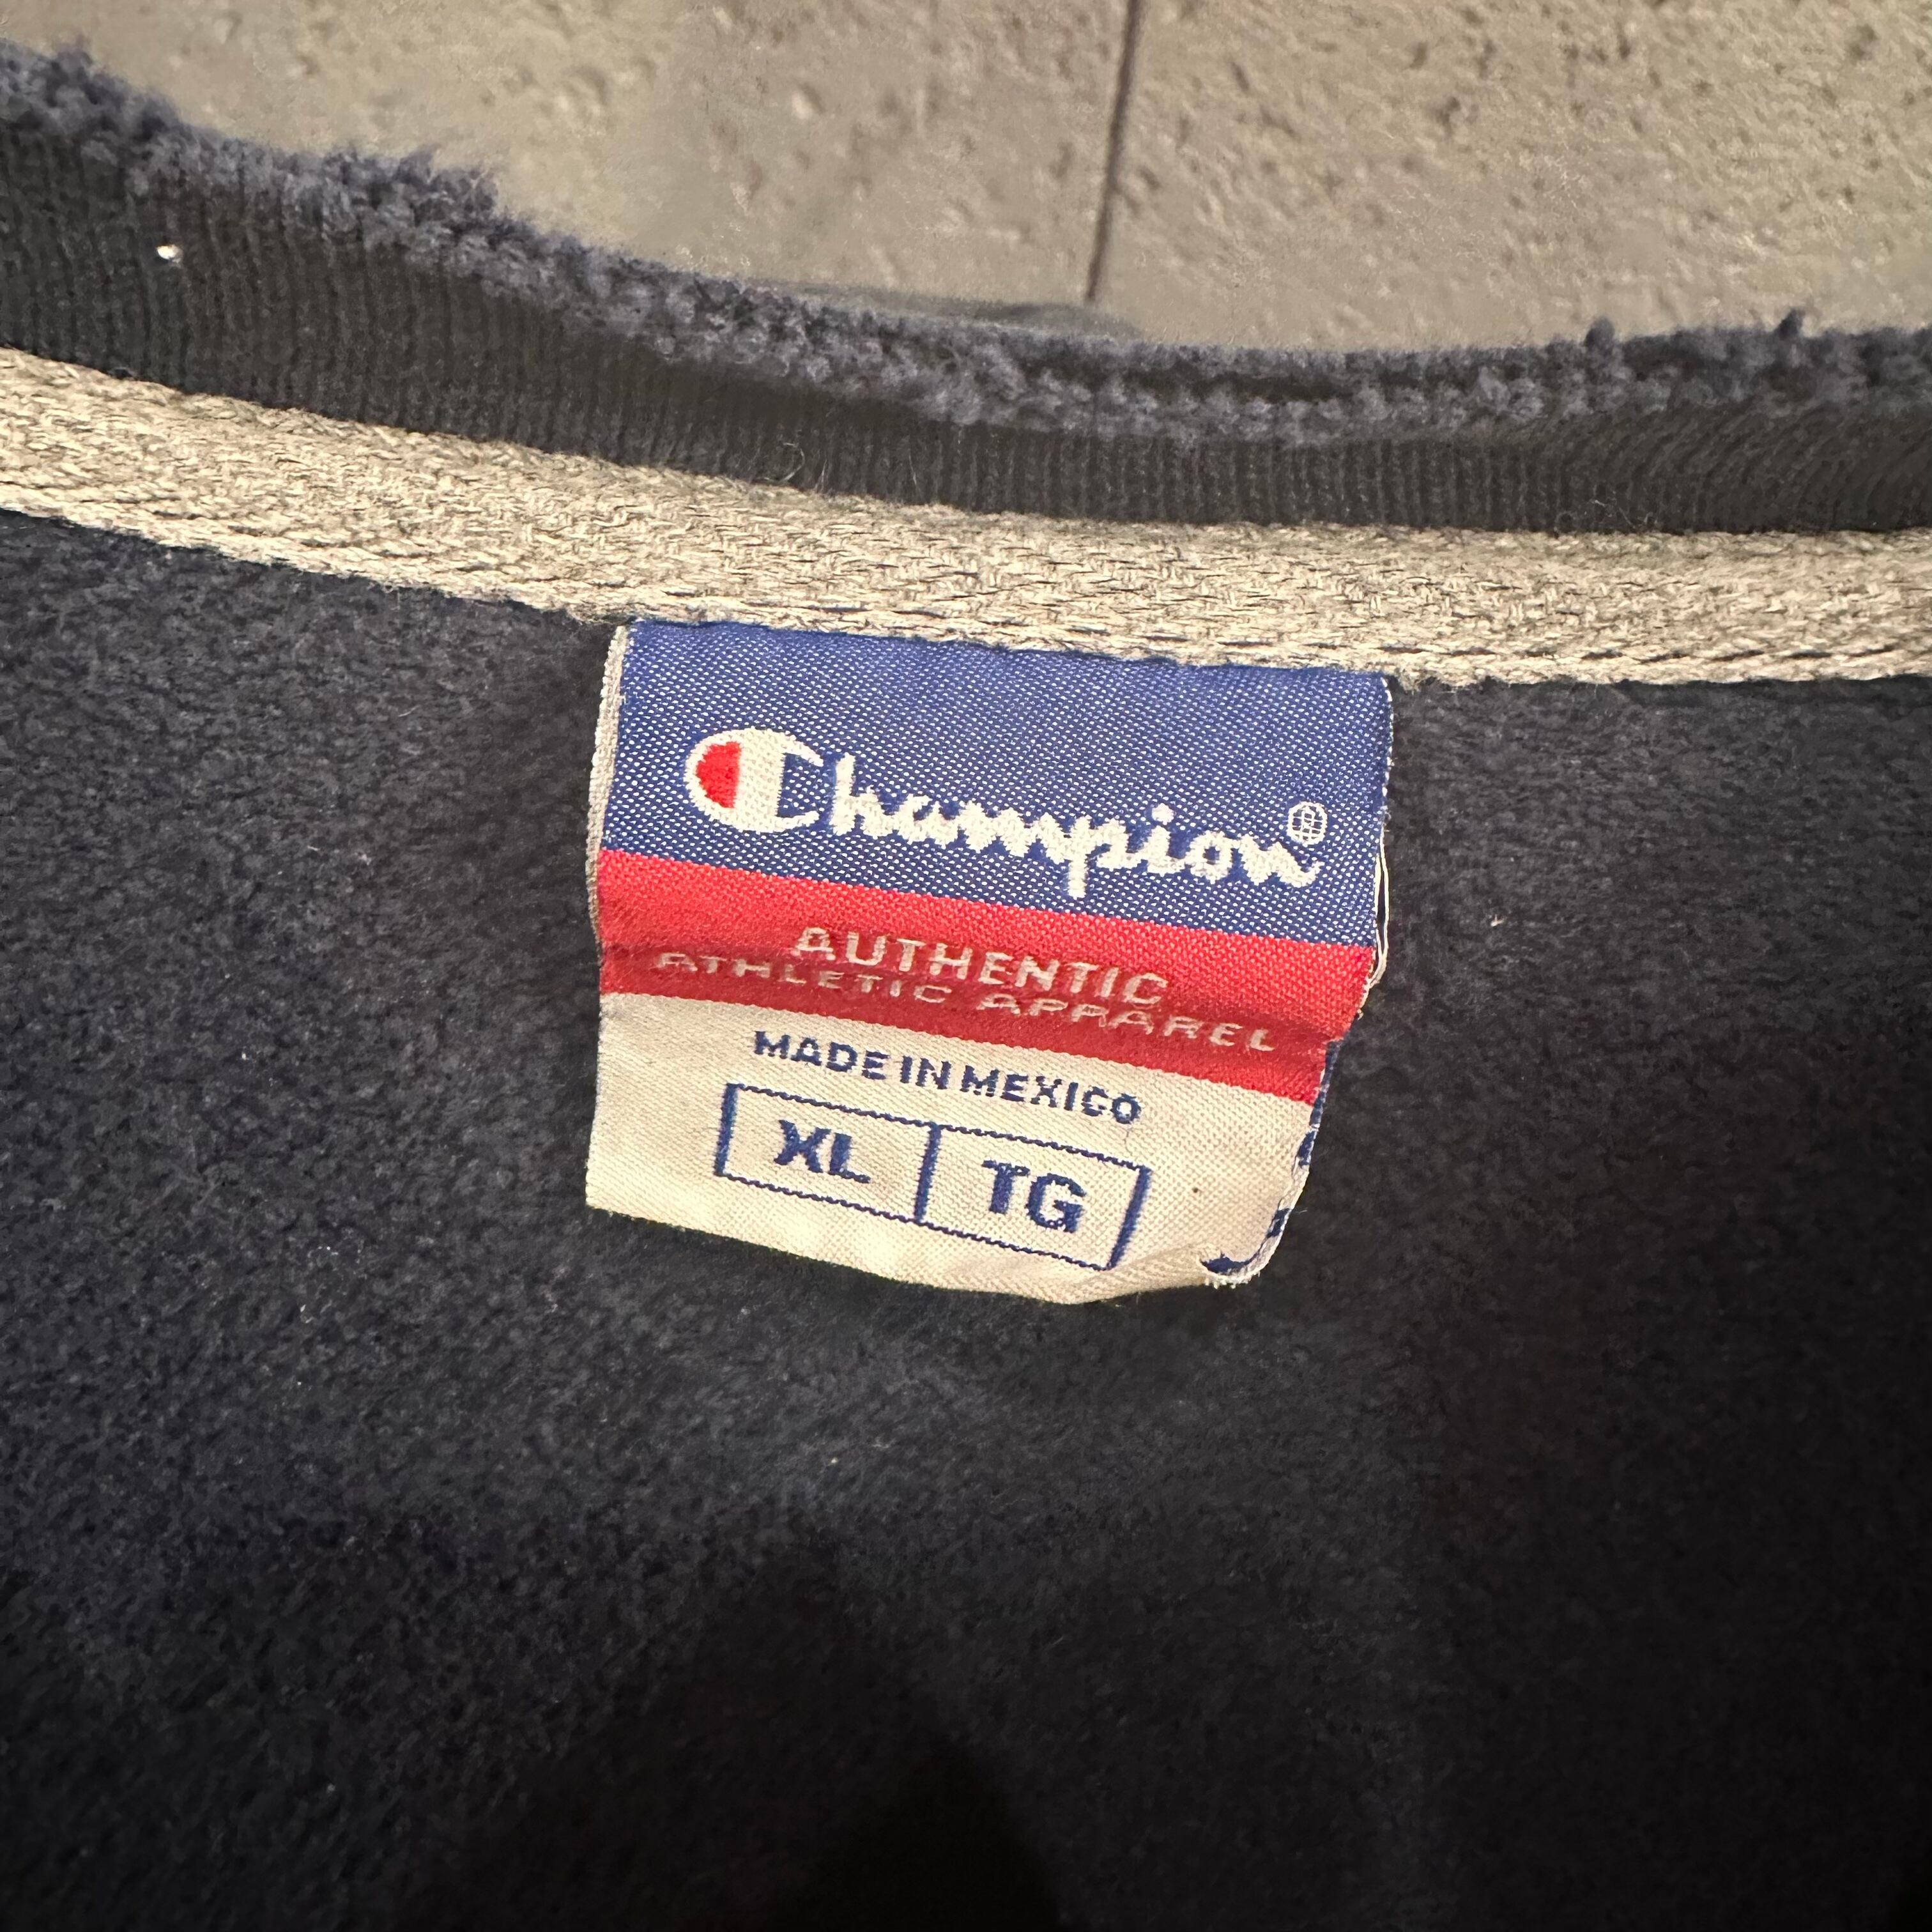 Champion®
AUTHENTIC
ATHLETIC APPAREL
MADE IN MEXICO
XL TG